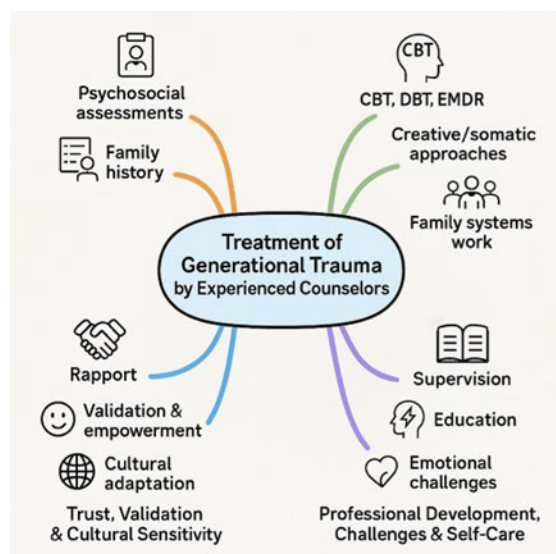 Psychosocial
assessments
Family
history
CBT
CBT, DBT, EMDR
Creative/somatic
approaches
Family systems
work
Treatment of
Generational Trauma
by Experienced Counselors
Rapport
Validation &
empowerment
Cultural
adaptation
Trust, Validation
& Cultural Sensitivity
Supervision
Education
Emotional
challenges
Professional Development,
Challenges & Self-Care